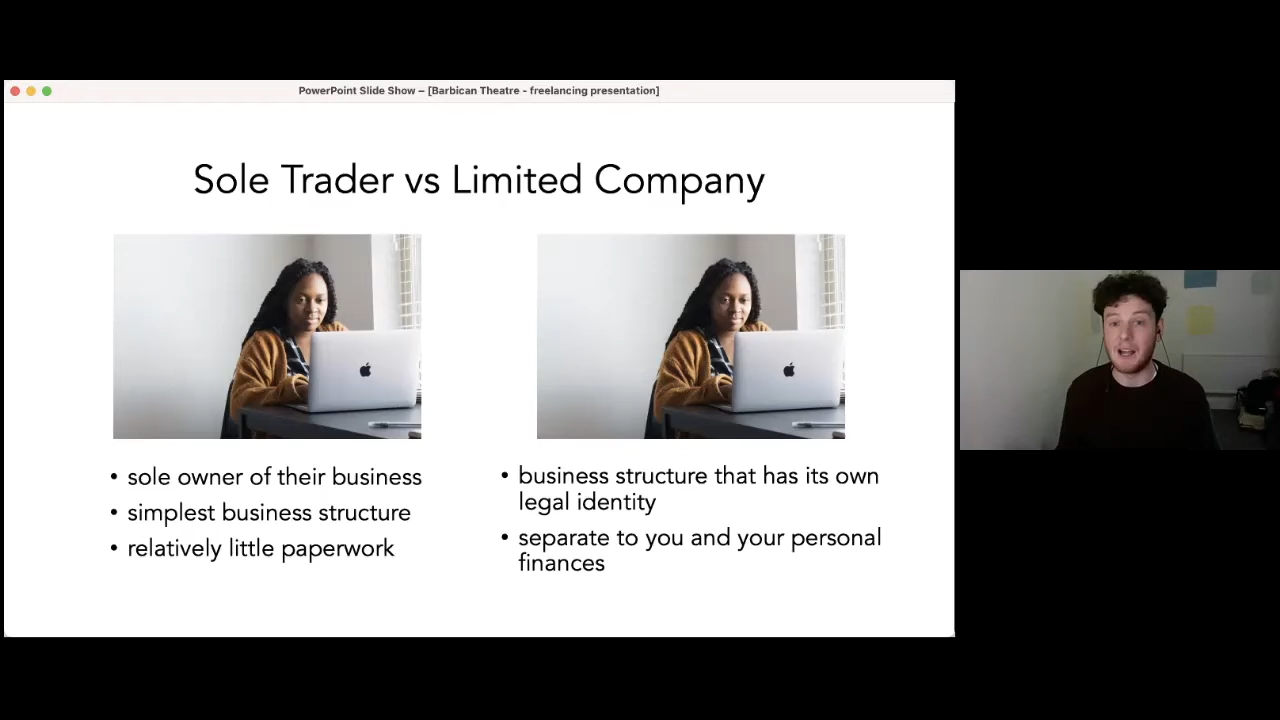 PowerPoint Slide Show – [Barbican Theatre - freelancing presentation]
Sole Trader vs Limited Company
• sole owner of their business
• simplest business structure
• relatively little paperwork
• business structure that has its own
legal identity
• separate to you and your personal
finances